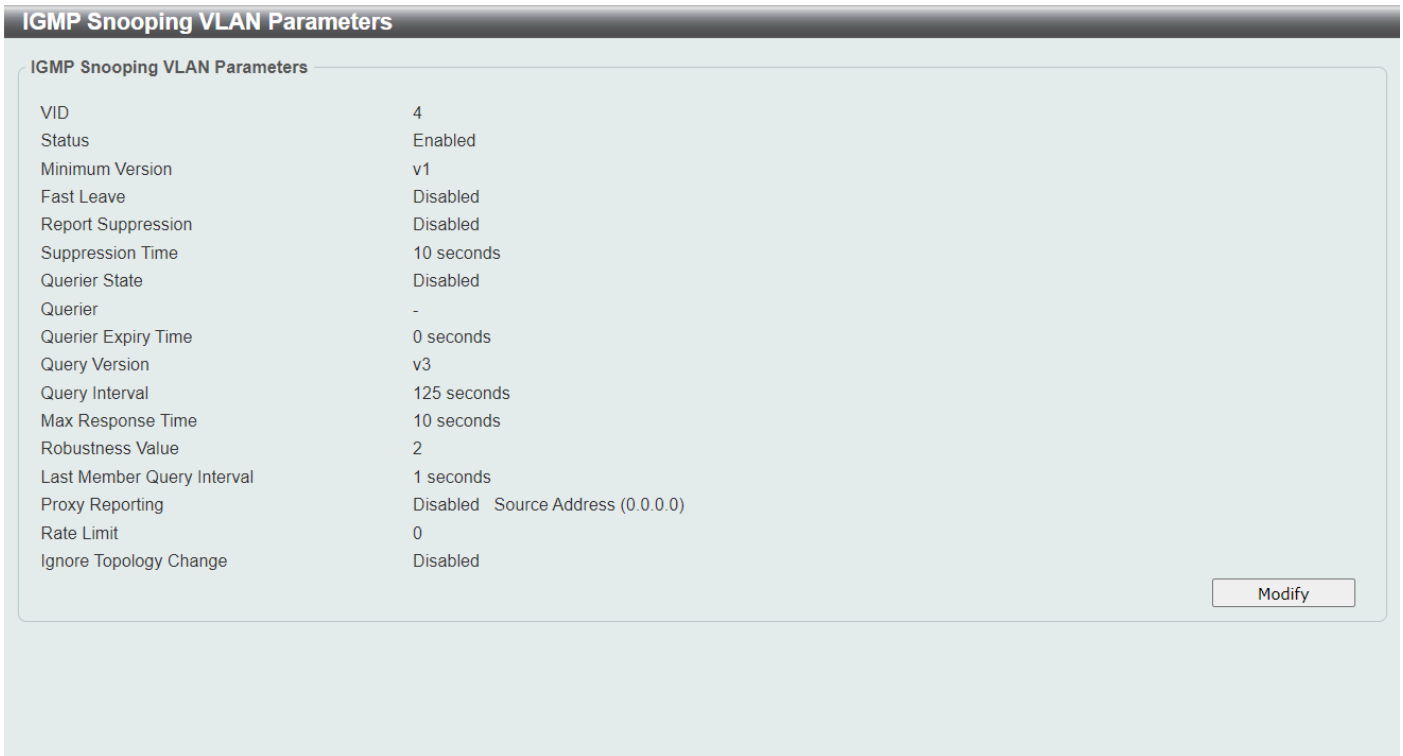 IGMP Snooping VLAN Parameters
IGMP Snooping VLAN Parameters
VID 4
Status Enabled
Minimum Version v1
Fast Leave Disabled
Report Suppression Disabled
Suppression Time 10 seconds
Querier State Disabled
Querier -
Querier Expiry Time 0 seconds
Query Version v3
Query Interval 125 seconds
Max Response Time 10 seconds
Robustness Value 2
Last Member Query Interval 1 seconds
Proxy Reporting Disabled Source Address (0.0.0.0)
Rate Limit 0
Ignore Topology Change Disabled
Modify